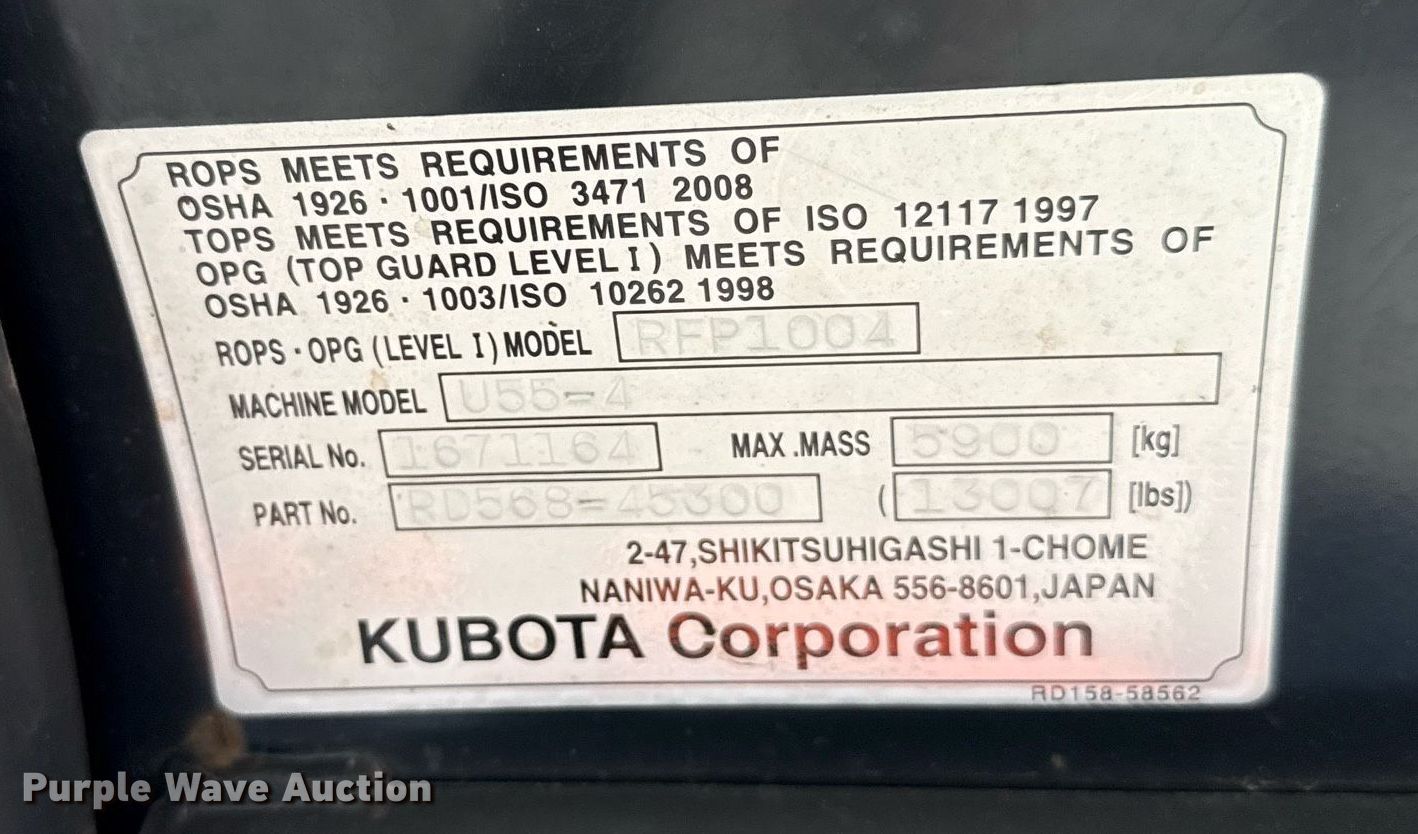 ROPS MEETS REQUIREMENTS OF
OSHA 1926・1001/ISO 3471 2008
TOPS MEETS REQUIREMENTS OF ISO 12117 1997
OPG (TOP GUARD LEVEL I) MEETS REQUIREMENTS OF
OSHA 1926・1003/ISO 10262 1998
ROPS・OPG (LEVEL I) MODEL RFP1004
MACHINE MODEL U55-4
SERIAL No. 1671164 MAX.MASS 5900 [kg]
PART No. RD568-45300 (13007 [lbs])
2-47,SHIKITSUHIGASHI 1-CHOME
NANIWA-KU,OSAKA 556-8601,JAPAN
KUBOTA Corporation
RD158-58562
Purple Wave Auction